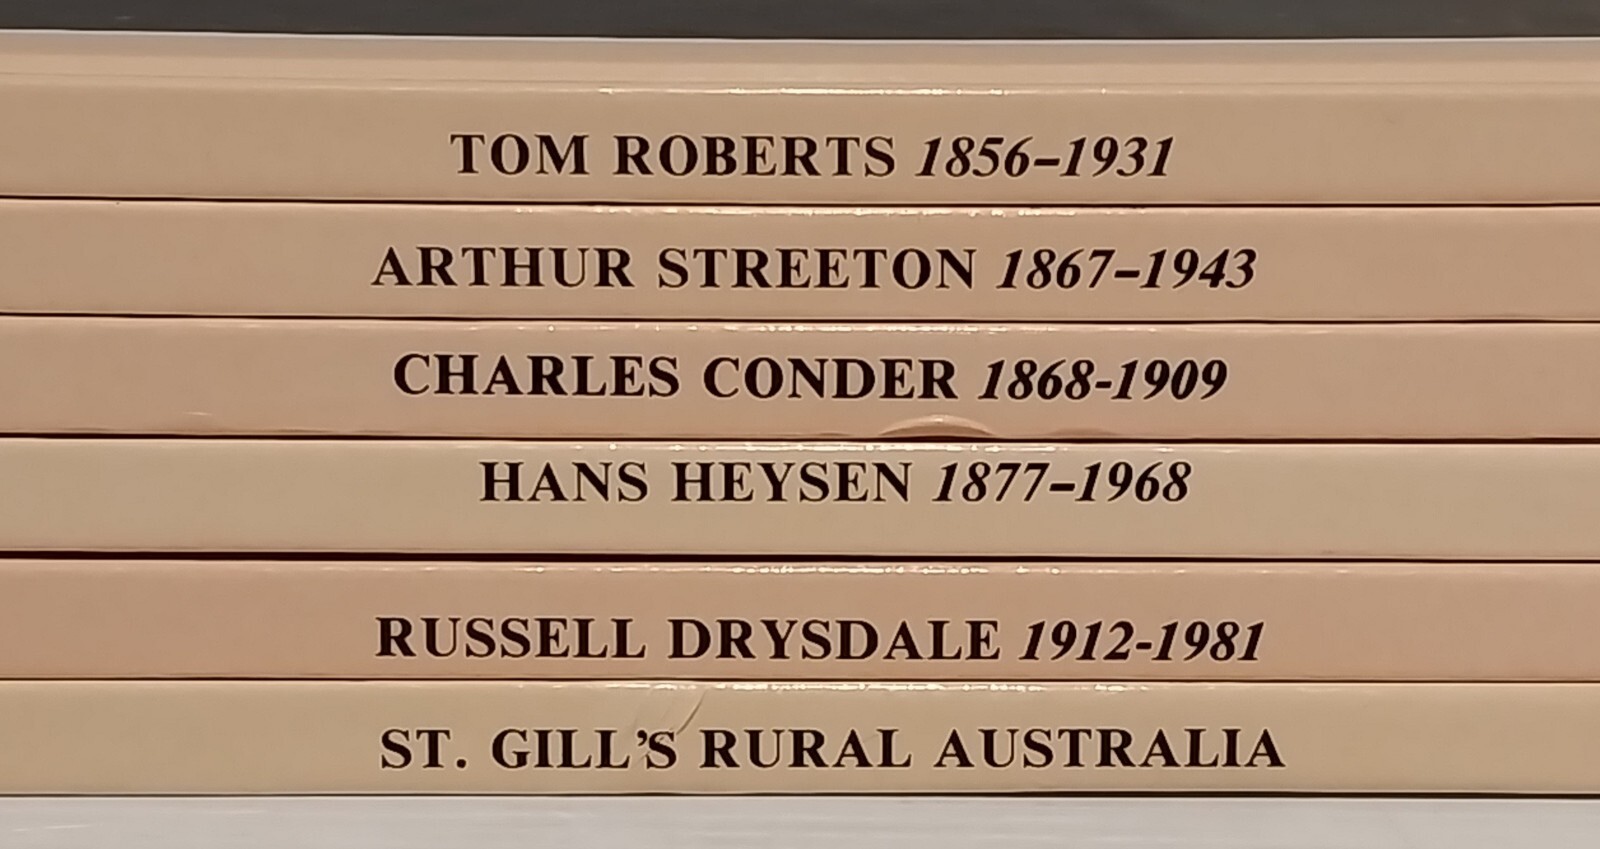 TOM ROBERTS 1856–1931
ARTHUR STREETON 1867–1943
CHARLES CONDER 1868-1909
HANS HEYSEN 1877–1968
RUSSELL DRYSDALE 1912-1981
ST. GILL'S RURAL AUSTRALIA